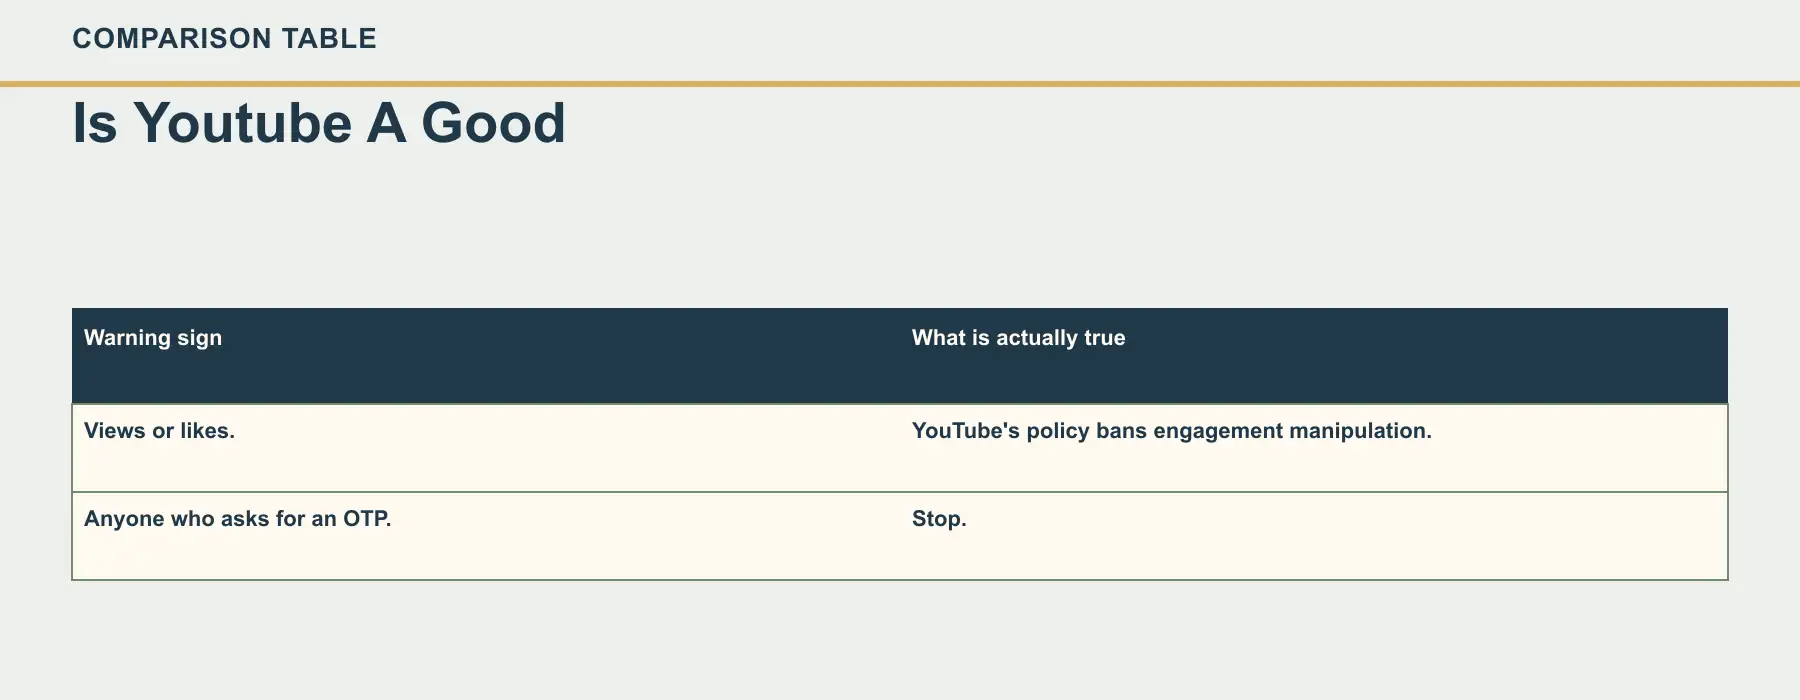 COMPARISON TABLE
Is Youtube A Good
Warning sign What is actually true
Views or likes. YouTube's policy bans engagement manipulation.
Anyone who asks for an OTP. Stop.